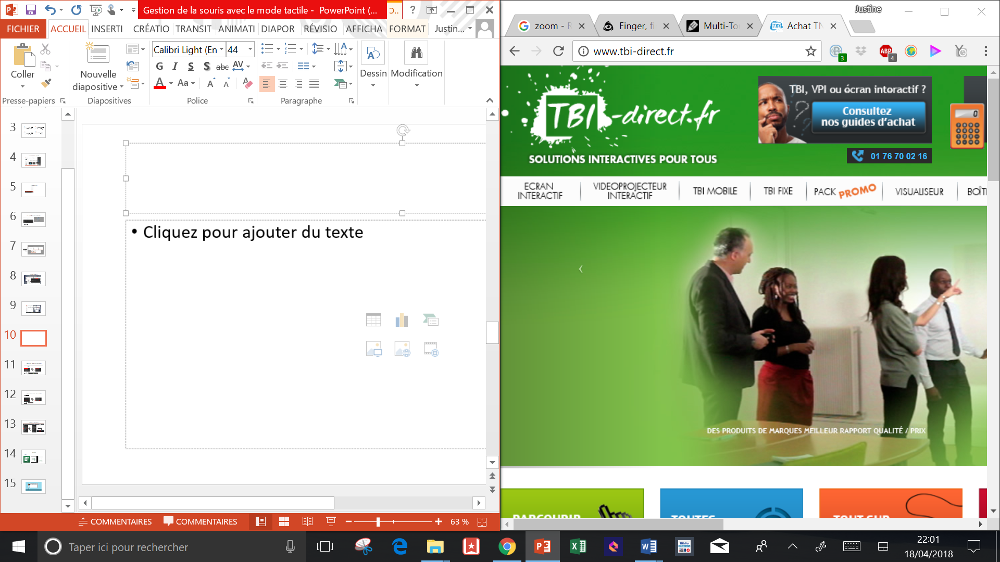 Gestion de la souris avec le mode tactile - PowerPoint (...
?
FICHIER ACCUEIL INSERTI CRÉATIO TRANSIT ANIMATI DIAPOR RÉVISIO AFFICHA FORMAT Justin...
Calibri Light (En 44
Coller
Nouvelle
diapositive
G I S S abc AV
A Aa A A
Dessin
Modification
Presse-papiers Diapositives Police Paragraphe
3
4
5
6
7
8
9
10
11
12
13
14
15
• Cliquez pour ajouter du texte
COMMENTAIRES COMMENTAIRES 63 %
Justine
zoom - R Finger, fi Multi-To Achat TN
www.tbi-direct.fr
3
ABP
4
TBI-direct.fr
SOLUTIONS INTERACTIVES POUR TOUS
TBI, VPI ou écran interactif ?
Consultez
nos guides d'achat
01 76 70 02 16
0
ECRAN
INTERACTIF
VIDEOPROJECTEUR
INTERACTIF
TBI MOBILE
TBI FIXE
PACK PROMO
VISUALISEUR
BOÎTI
DES PRODUITS DE MARQUES MEILLEUR RAPPORT QUALITÉ / PRIX
PARCOURIR
TOUTES
TOUT SUR
Taper ici pour rechercher
22:01
18/04/2018